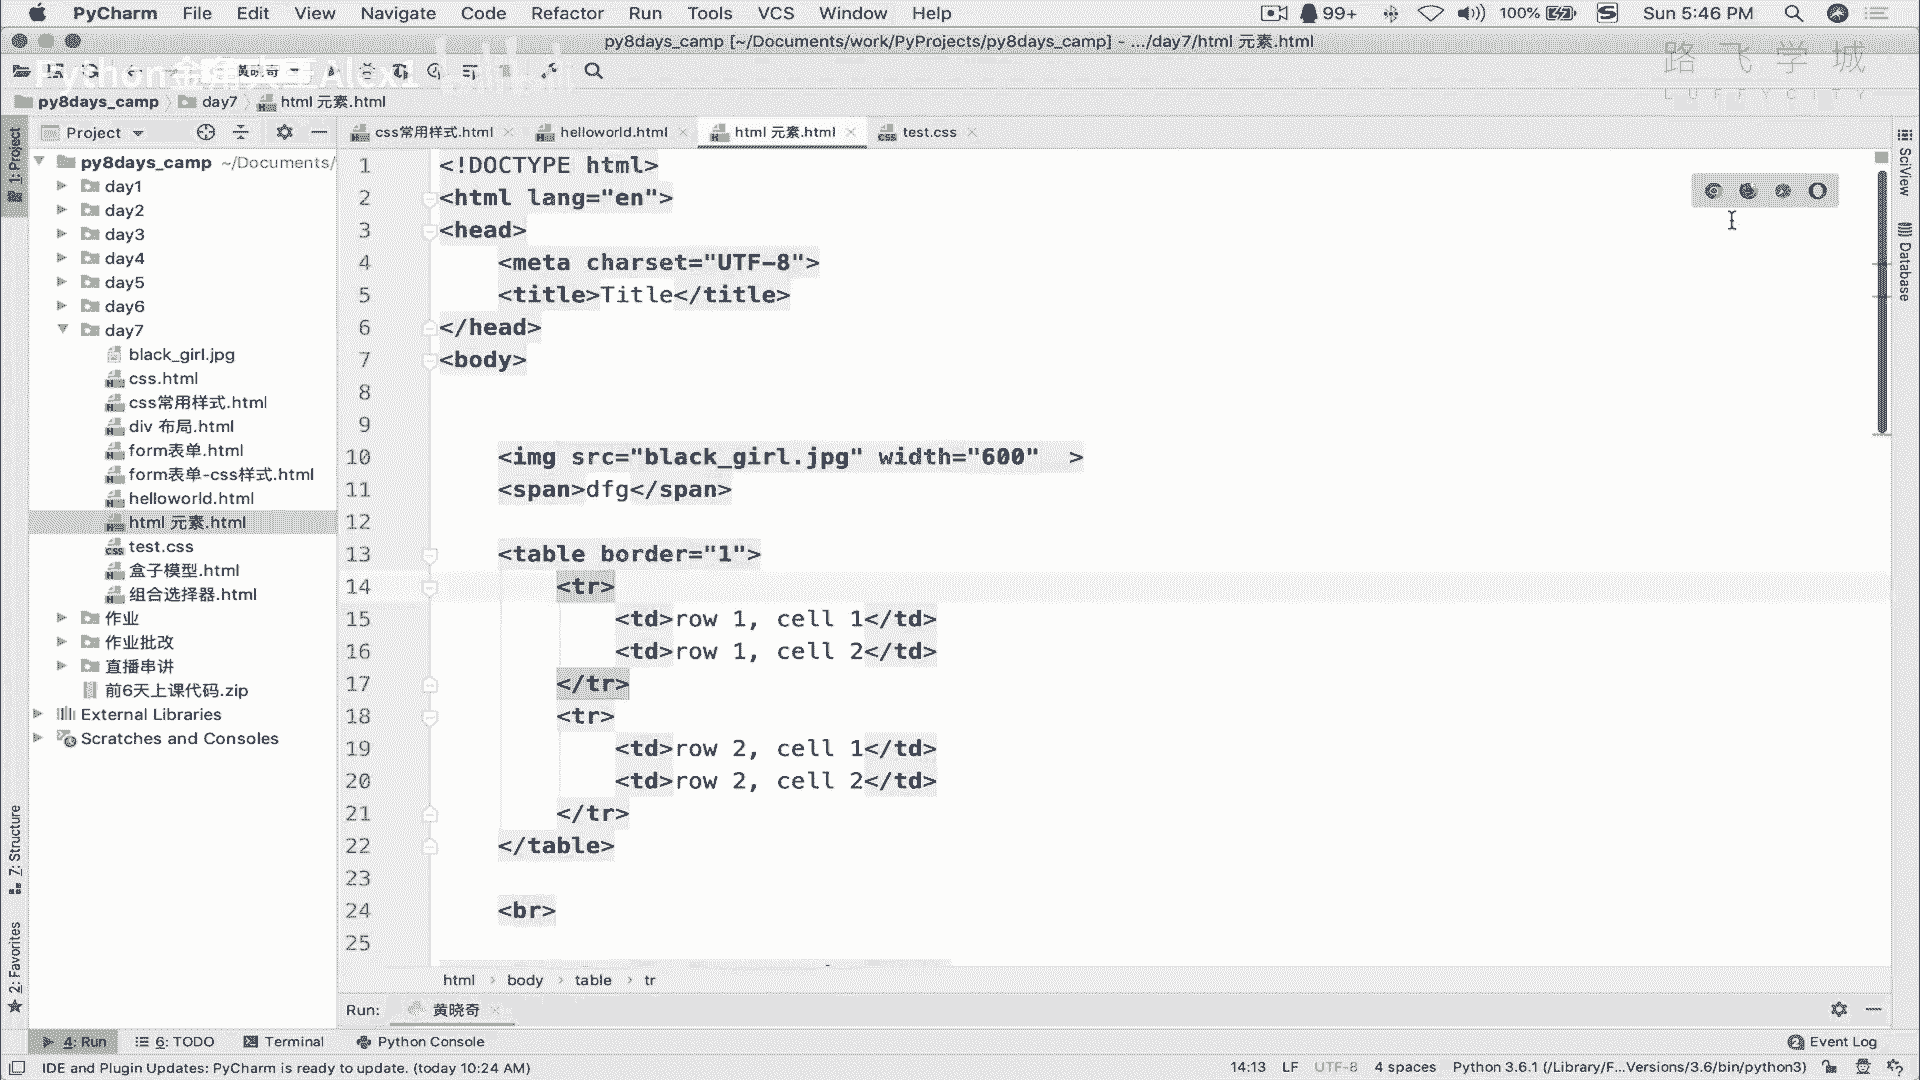 PyCharm File Edit View Navigate Code Refactor Run Tools VCS Window Help 99+ 100% Sun 5:46 PM
py8days_camp [~/Documents/work/PyProjects/py8days_camp] - .../day7/html 元素.html
黄晓奇
路飞学城
LUFFYCITY
py8days_camp day7 html 元素.html
1: Project
Project
css常用样式.html helloworld.html html 元素.html test.css
py8days_camp ~/Documents/
day1
day2
day3
day4
day5
day6
day7
black_girl.jpg
css.html
css常用样式.html
div 布局.html
form表单.html
form表单-css样式.html
helloworld.html
html 元素.html
test.css
盒子模型.html
组合选择器.html
作业
作业批改
直播串讲
前6天上课代码.zip
External Libraries
Scratches and Consoles
7: Structure
2: Favorites
1 <!DOCTYPE html>
2 <html lang="en">
3 <head>
4 <meta charset="UTF-8">
5 <title>Title</title>
6 </head>
7 <body>
8
9
10 <img src="black_girl.jpg" width="600"  >
11 <span>dfg</span>
12
13 <table border="1">
14 <tr>
15 <td>row 1, cell 1</td>
16 <td>row 1, cell 2</td>
17 </tr>
18 <tr>
19 <td>row 2, cell 1</td>
20 <td>row 2, cell 2</td>
21 </tr>
22 </table>
23
24 <br>
25
SciView
Database
html › body › table › tr
Run: 黄晓奇
4: Run 6: TODO Terminal Python Console 2 Event Log
IDE and Plugin Updates: PyCharm is ready to update. (today 10:24 AM) 14:13 LF UTF-8 4 spaces Python 3.6.1 (/Library/F...Versions/3.6/bin/python3)